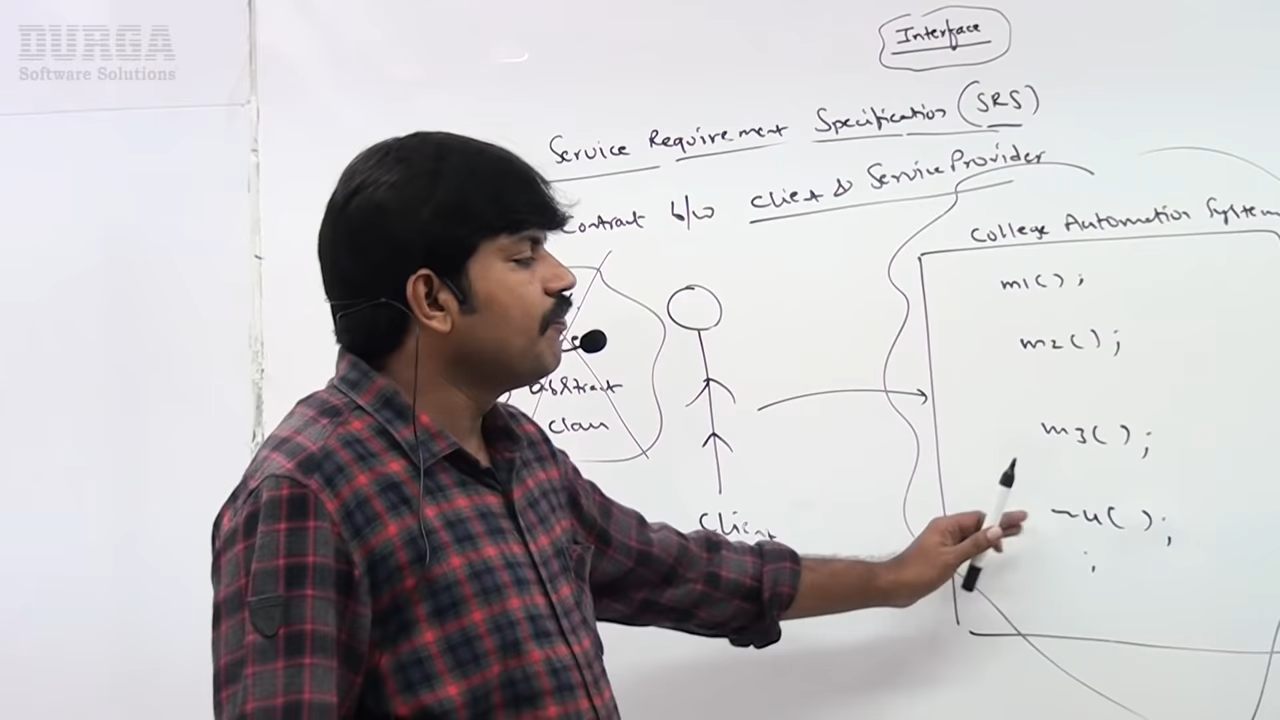 DURGA
Software Solutions
Interface
Service Requirement Specification (SRS)
contract b/w client & Service Provider
College Automation System
m1();
m2();
m3();
m4();
abstract
class
Client